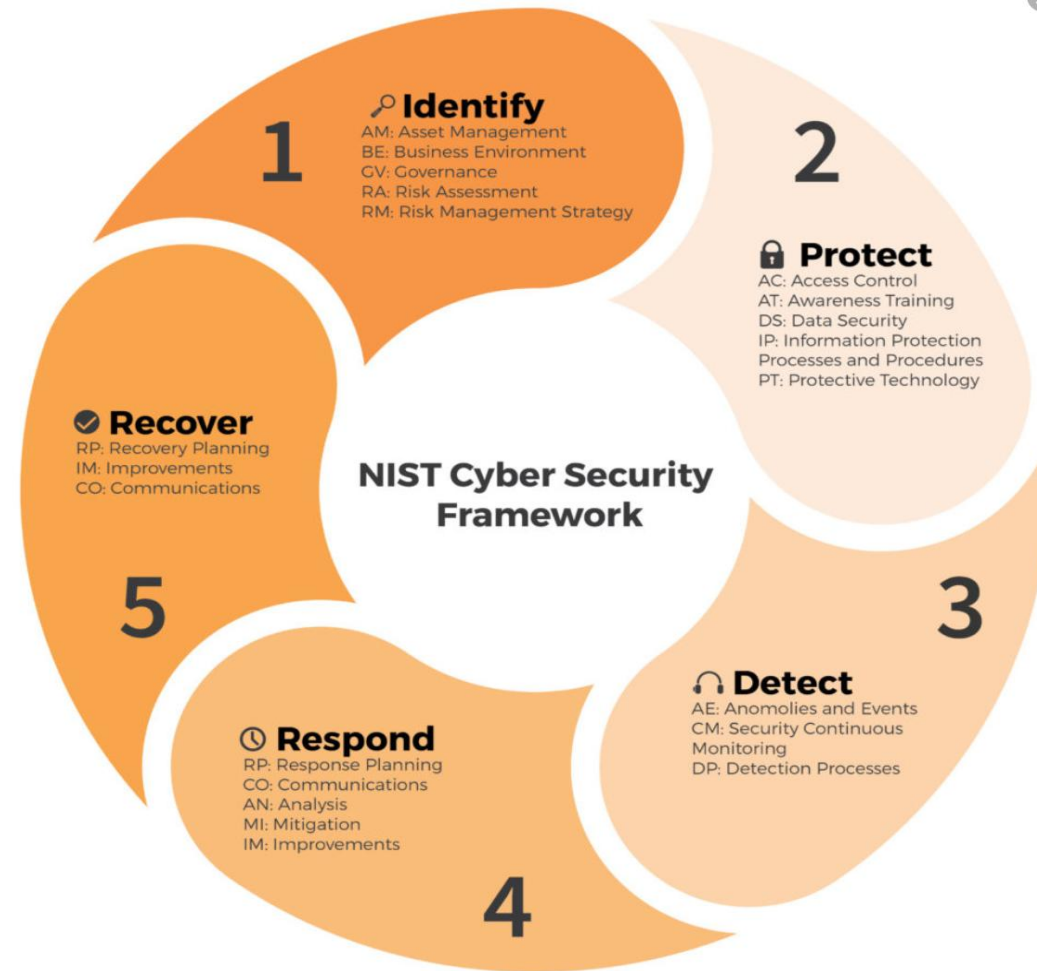 1
Identify
AM: Asset Management
BE: Business Environment
GV: Governance
RA: Risk Assessment
RM: Risk Management Strategy
2
Protect
AC: Access Control
AT: Awareness Training
DS: Data Security
IP: Information Protection
Processes and Procedures
PT: Protective Technology
NIST Cyber Security
Framework
3
Detect
AE: Anomolies and Events
CM: Security Continuous
Monitoring
DP: Detection Processes
4
Respond
RP: Response Planning
CO: Communications
AN: Analysis
MI: Mitigation
IM: Improvements
5
Recover
RP: Recovery Planning
IM: Improvements
CO: Communications